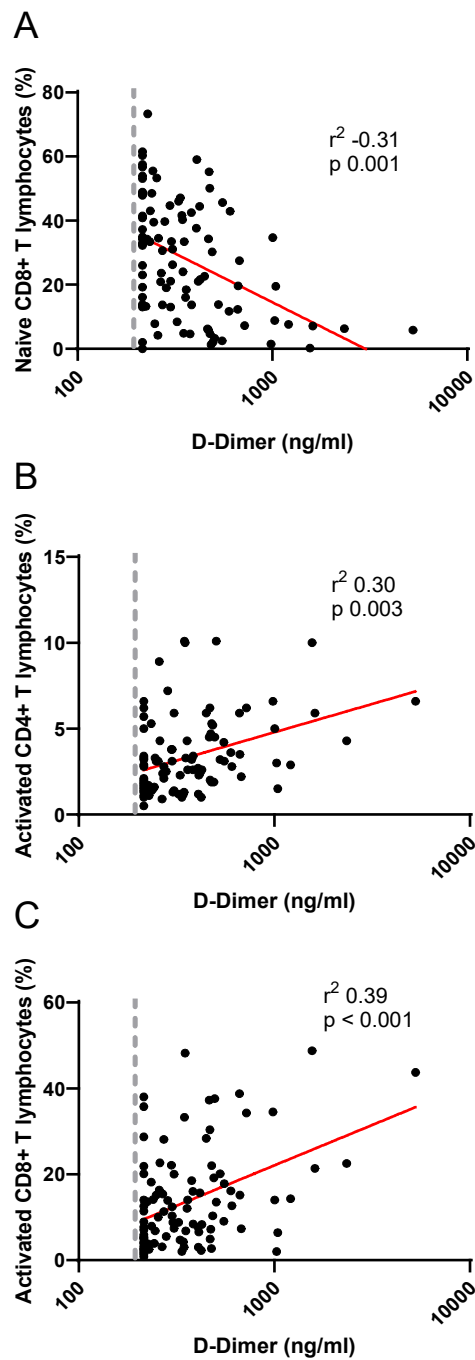 A
Naive CD8+ T lymphocytes (%)
80
60
40
20
0
r² -0.31
p 0.001
100
1000
10000
D-Dimer (ng/ml)
B
Activated CD4+ T lymphocytes (%)
15
10
5
0
r² 0.30
p 0.003
100
1000
10000
D-Dimer (ng/ml)
C
Activated CD8+ T lymphocytes (%)
60
40
20
0
r² 0.39
p < 0.001
100
1000
10000
D-Dimer (ng/ml)